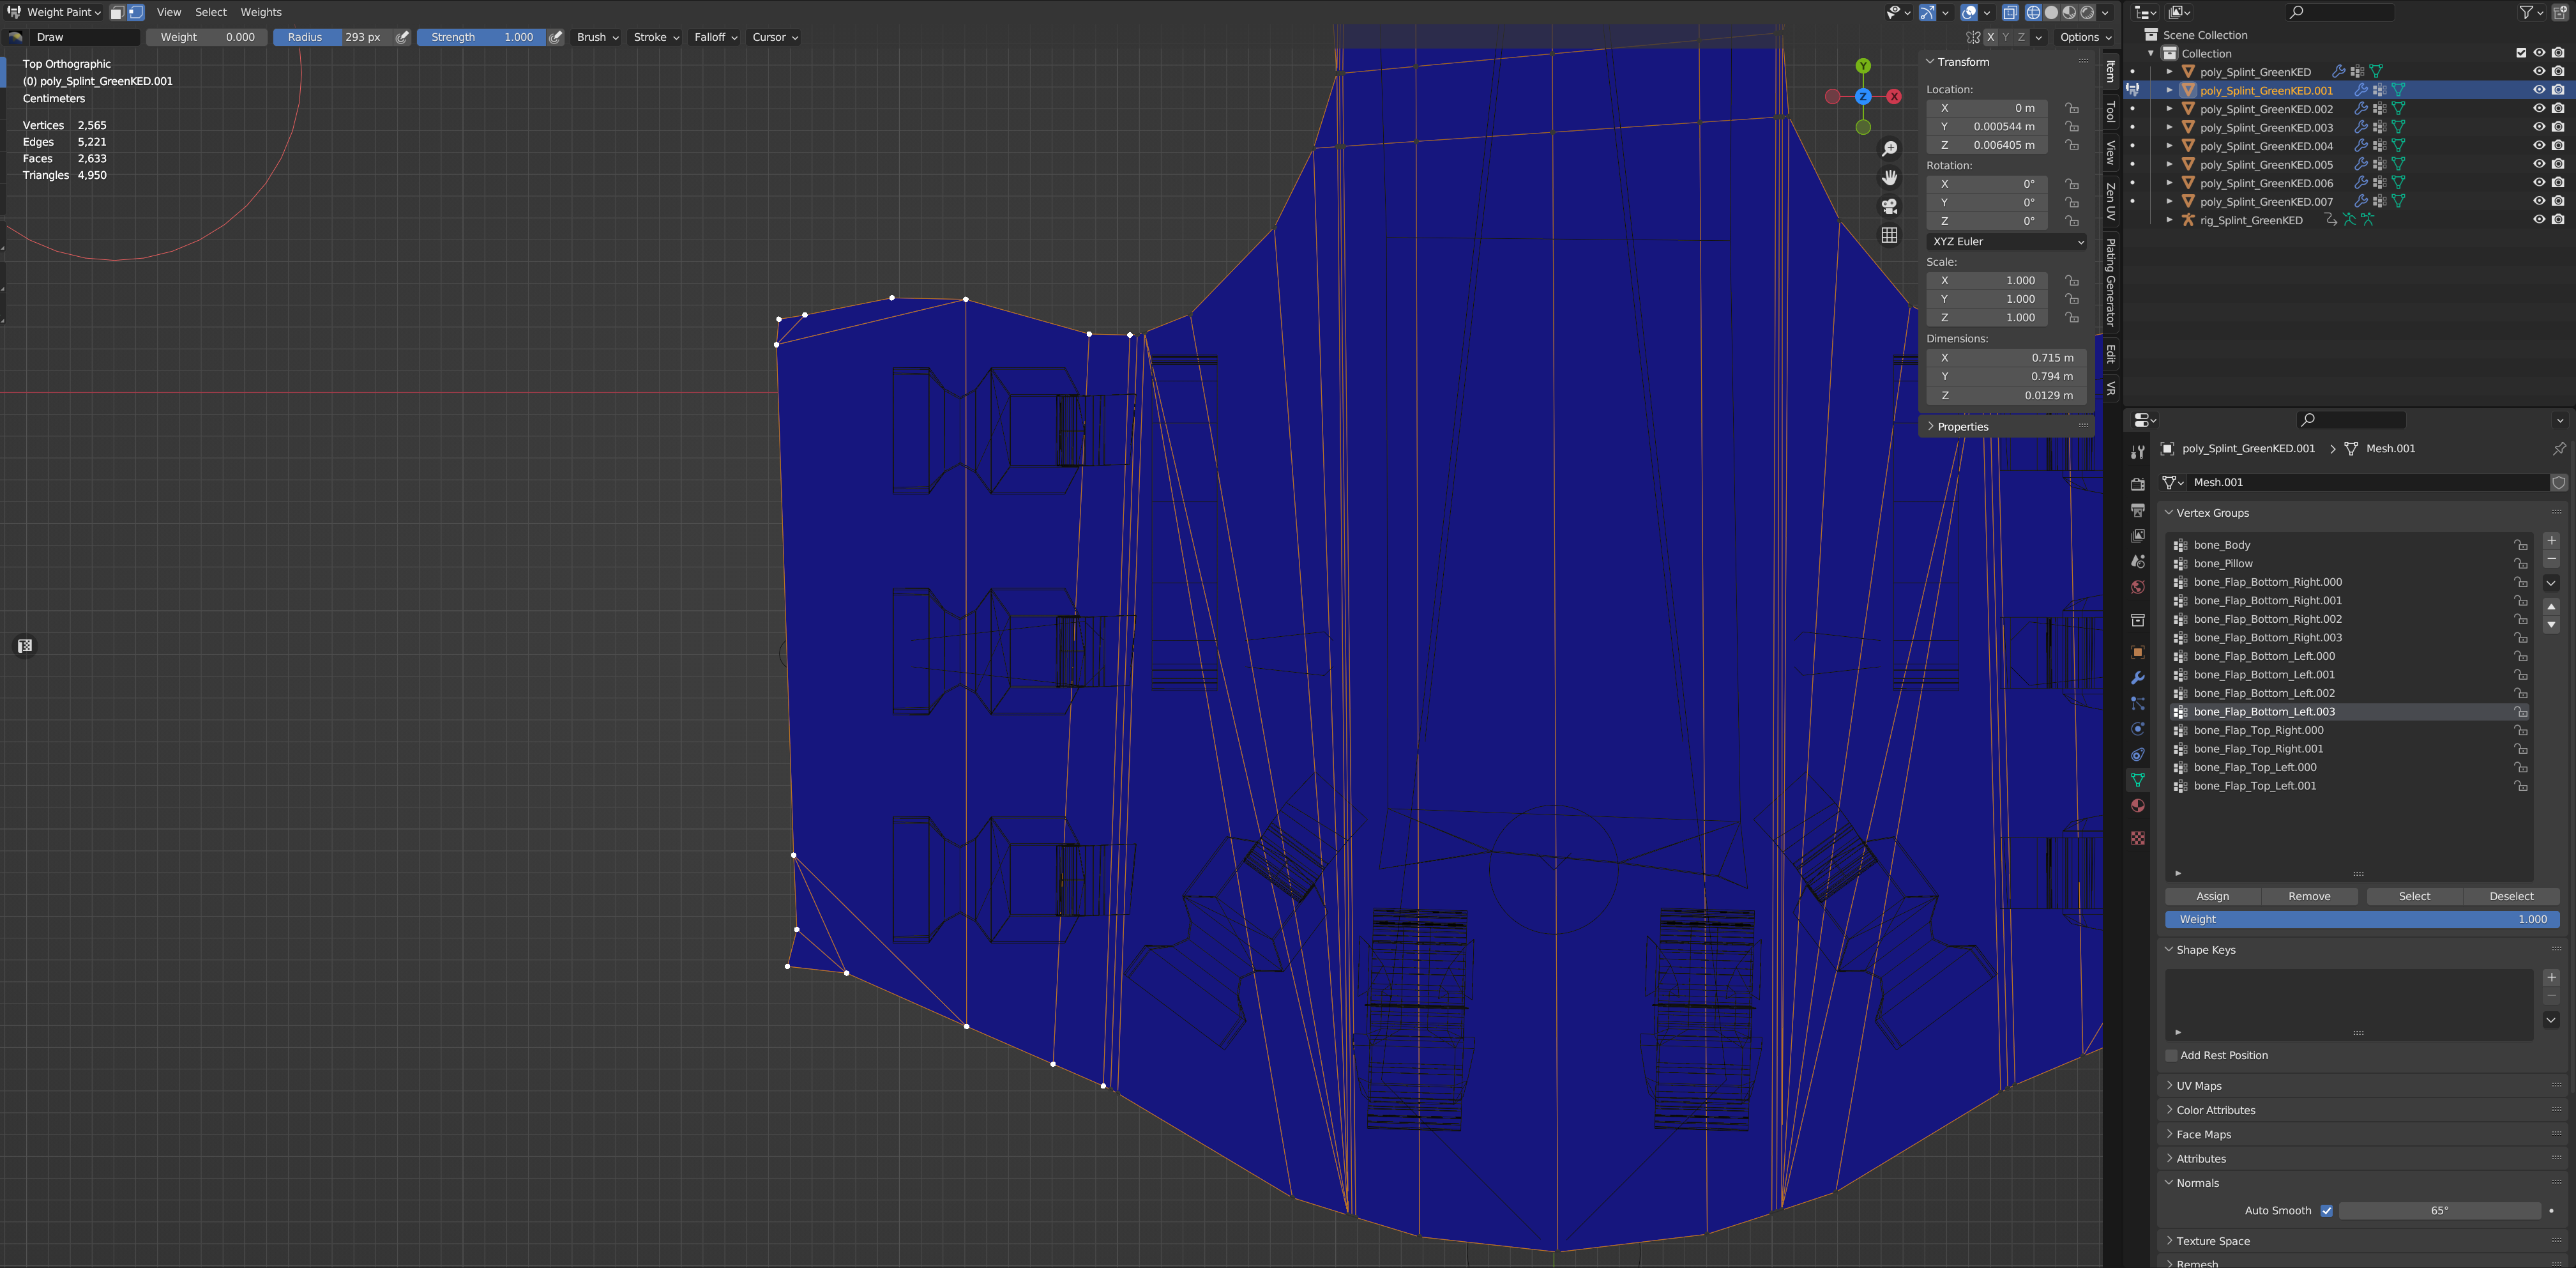 Weight Paint View Select Weights
Draw Weight 0.000 Radius 293 px Strength 1.000 Brush Stroke Falloff Cursor X Y Z Options
Top Orthographic
(0) poly_Splint_GreenKED.001
Centimeters
Vertices 2,565
Edges 5,221
Faces 2,633
Triangles 4,950
Y
Z
X
Transform
Location:
X 0 m
Y 0.000544 m
Z 0.006405 m
Rotation:
X 0°
Y 0°
Z 0°
XYZ Euler
Scale:
X 1.000
Y 1.000
Z 1.000
Dimensions:
X 0.715 m
Y 0.794 m
Z 0.0129 m
Properties
Item
Tool
View
Zen UV
Plating Generator
Edit
VR
Scene Collection
Collection
poly_Splint_GreenKED
poly_Splint_GreenKED.001
poly_Splint_GreenKED.002
poly_Splint_GreenKED.003
poly_Splint_GreenKED.004
poly_Splint_GreenKED.005
poly_Splint_GreenKED.006
poly_Splint_GreenKED.007
rig_Splint_GreenKED
poly_Splint_GreenKED.001 Mesh.001
Mesh.001
Vertex Groups
bone_Body
bone_Pillow
bone_Flap_Bottom_Right.000
bone_Flap_Bottom_Right.001
bone_Flap_Bottom_Right.002
bone_Flap_Bottom_Right.003
bone_Flap_Bottom_Left.000
bone_Flap_Bottom_Left.001
bone_Flap_Bottom_Left.002
bone_Flap_Bottom_Left.003
bone_Flap_Top_Right.000
bone_Flap_Top_Right.001
bone_Flap_Top_Left.000
bone_Flap_Top_Left.001
Assign Remove Select Deselect
Weight 1.000
Shape Keys
Add Rest Position
UV Maps
Color Attributes
Face Maps
Attributes
Normals
Auto Smooth 65°
Texture Space
Remesh